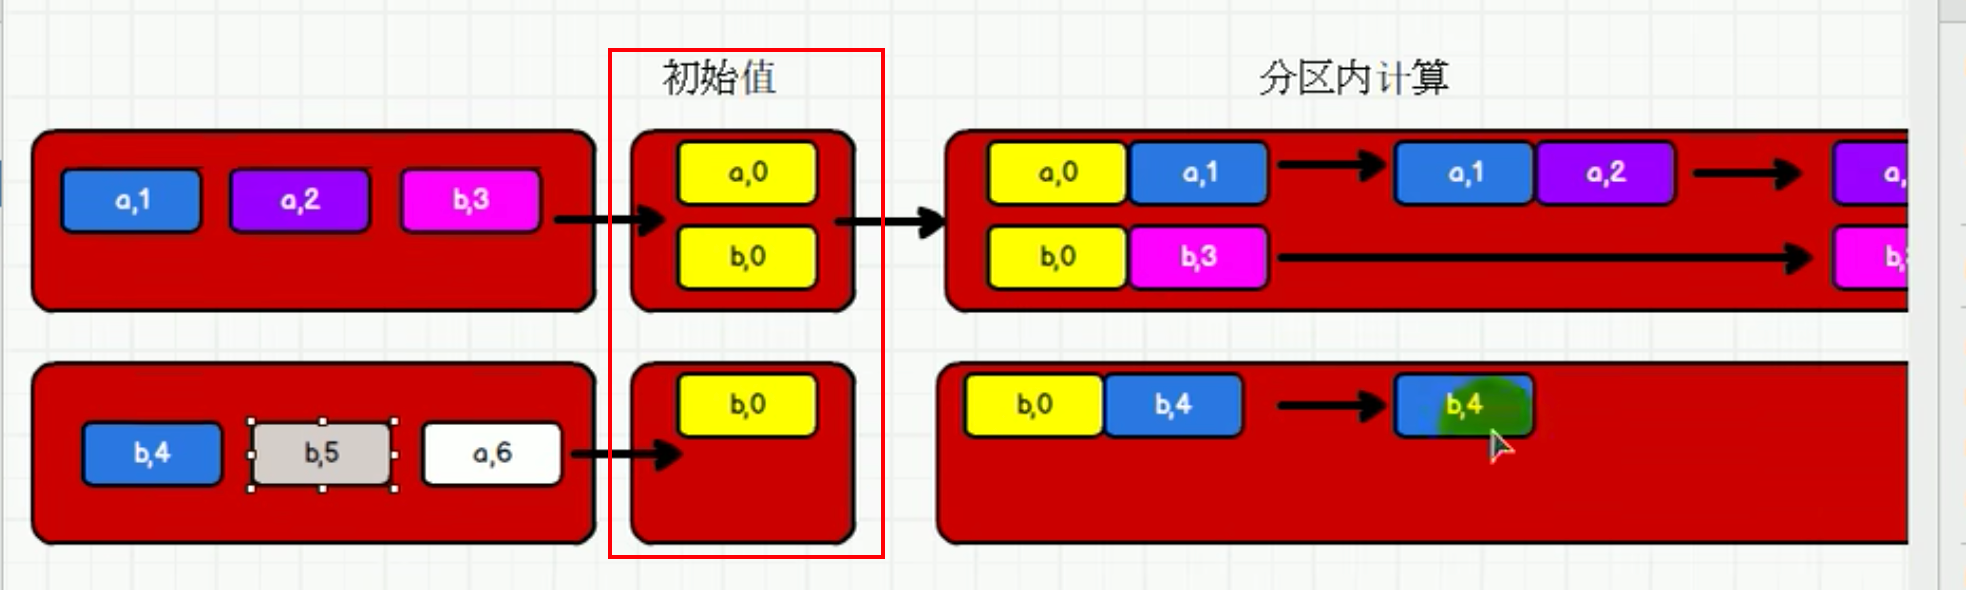 初始值
分区内计算
a,1 a,2 b,3
a,0
b,0
a,0 a,1 a,2 a,
a,1
b,0 b,3 b,
b,4 b,5 a,6
b,0
b,0 b,4 b,4